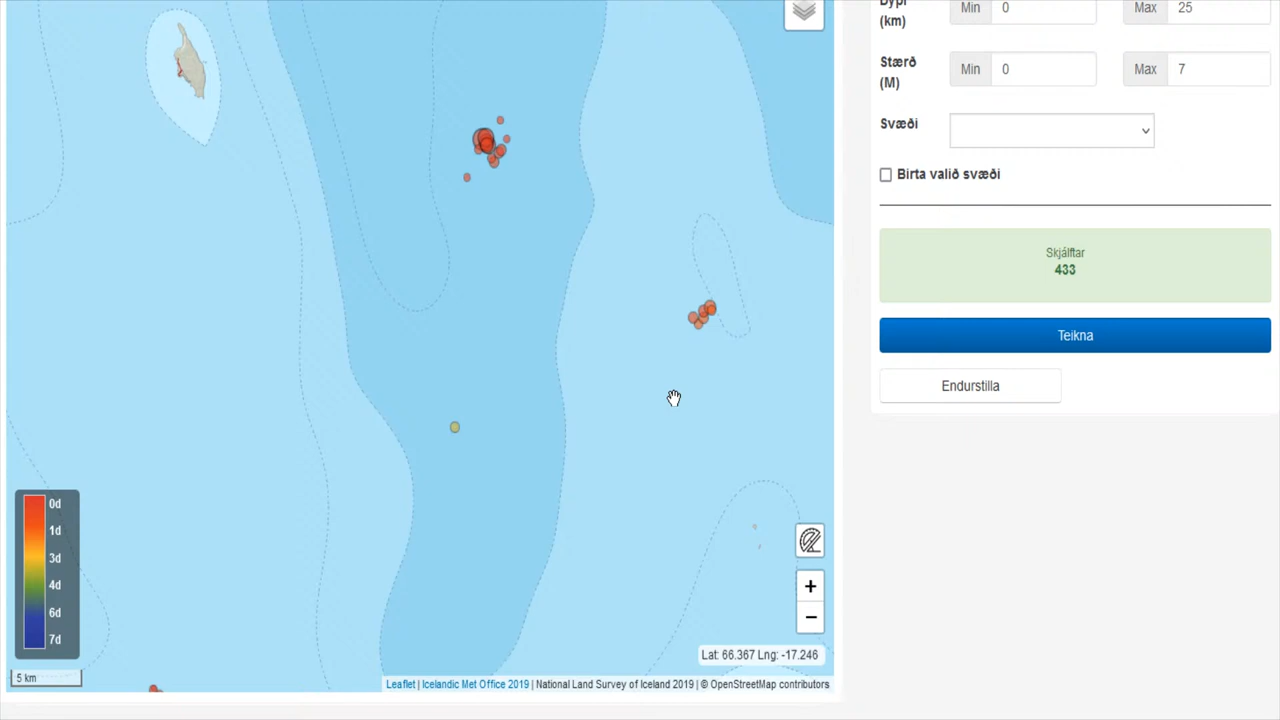 Dýpi
(km)
Min 0
Max 25
Stærð
(M)
Min 0
Max 7
Svæði
Birta valið svæði
Skjálftar
433
Teikna
Endurstilla
0d
1d
3d
4d
6d
7d
5 km
+
−
Lat: 66.367 Lng: -17.246
Leaflet | Icelandic Met Office 2019 | National Land Survey of Iceland 2019 | © OpenStreetMap contributors